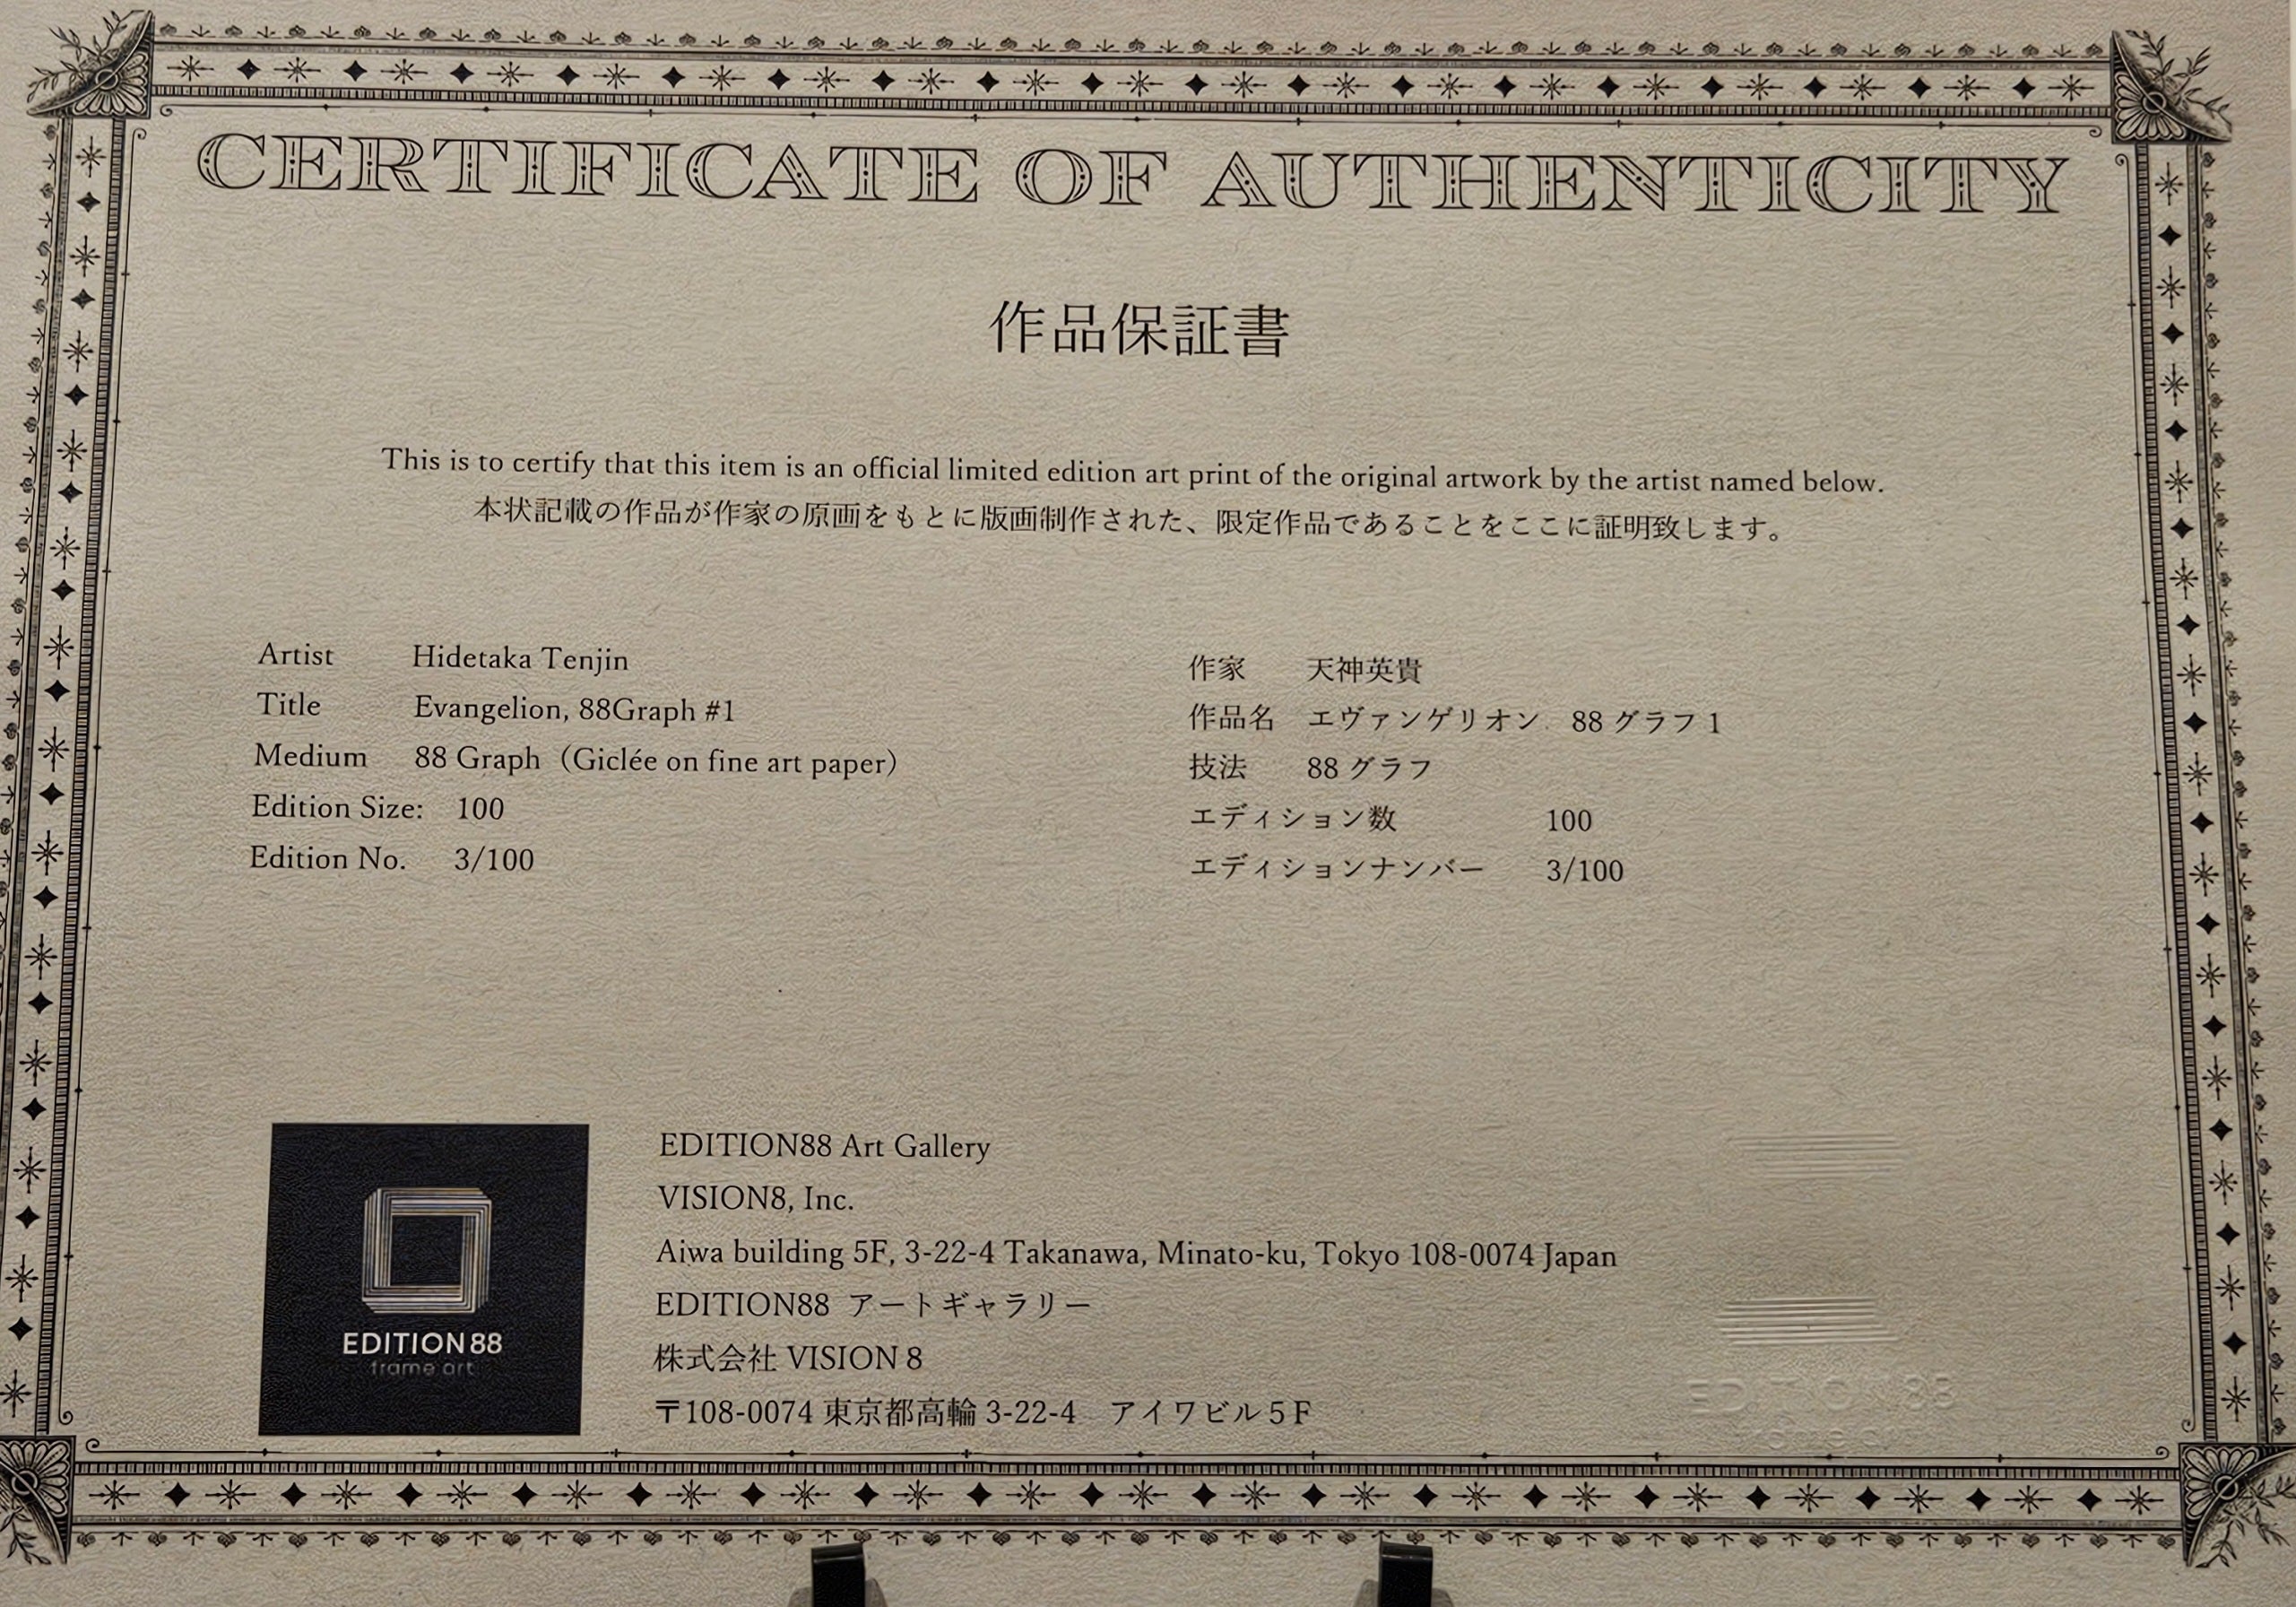 CERTIFICATE OF AUTHENTICITY
作品保証書
This is to certify that this item is an official limited edition art print of the original artwork by the artist named below.
本状記載の作品が作家の原画をもとに版画制作された、限定作品であることをここに証明致します。
Artist Hidetaka Tenjin
Title Evangelion, 88Graph #1
Medium 88 Graph（Giclée on fine art paper）
Edition Size: 100
Edition No. 3/100
作家 天神英貴
作品名 エヴァンゲリオン 88 グラフ 1
技法 88 グラフ
エディション数 100
エディションナンバー 3/100
EDITION88
frame art
EDITION88 Art Gallery
VISION8, Inc.
Aiwa building 5F, 3-22-4 Takanawa, Minato-ku, Tokyo 108-0074 Japan
EDITION88 アートギャラリー
株式会社 VISION 8
〒108-0074 東京都高輪 3-22-4 アイワビル５F
EDITION 88